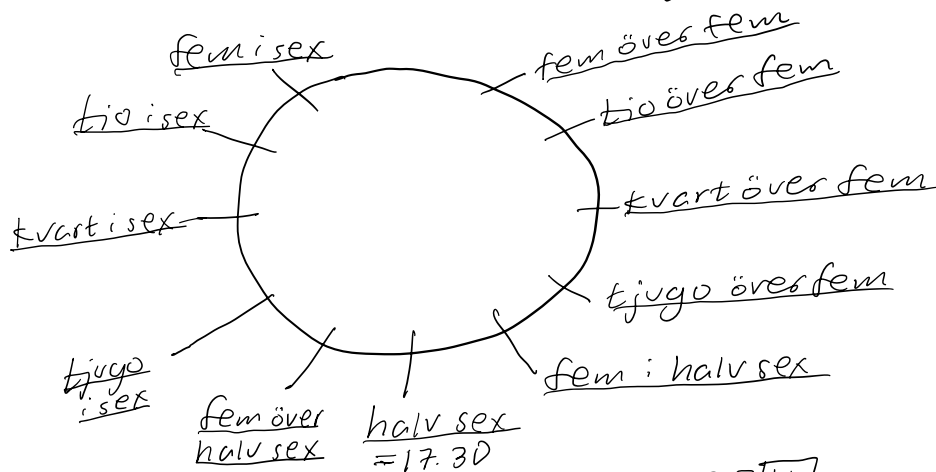 fem över fem
tio över fem
kvart över fem
tjugo över fem
fem i halv sex
halv sex
=17.30
fem över
halv sex
tjugo
i sex
kvart i sex
tio i sex
fem i sex